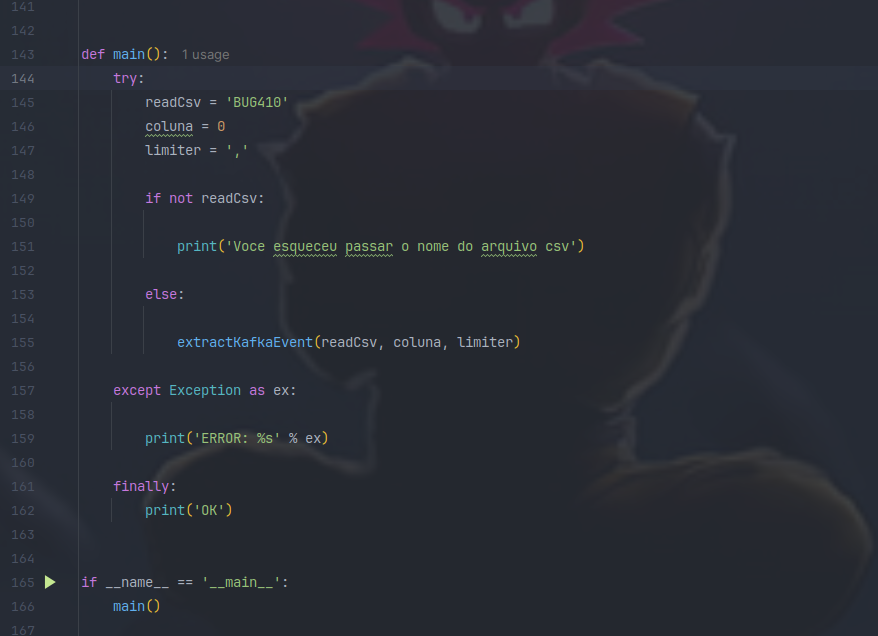 141
142
143 def main(): 1 usage
144 try:
145 readCsv = 'BUG410'
146 coluna = 0
147 limiter = ','
148
149 if not readCsv:
150
151 print('Voce esqueceu passar o nome do arquivo csv')
152
153 else:
154
155 extractKafkaEvent(readCsv, coluna, limiter)
156
157 except Exception as ex:
158
159 print('ERROR: %s' % ex)
160
161 finally:
162 print('OK')
163
164
165 if __name__ == '__main__':
166 main()
167